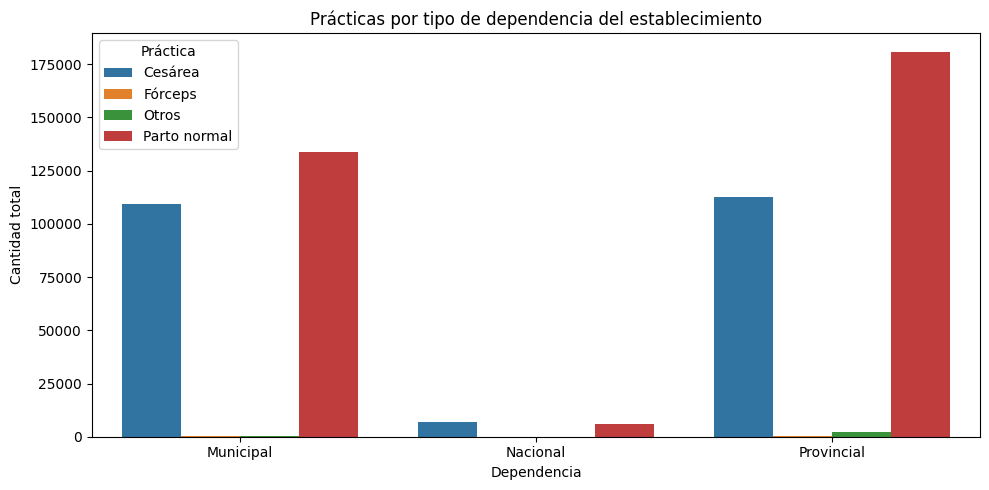 Prácticas por tipo de dependencia del establecimiento
Práctica
Cesárea
Fórceps
Otros
Parto normal
Cantidad total
175000
150000
125000
100000
75000
50000
25000
0
Municipal
Nacional
Provincial
Dependencia